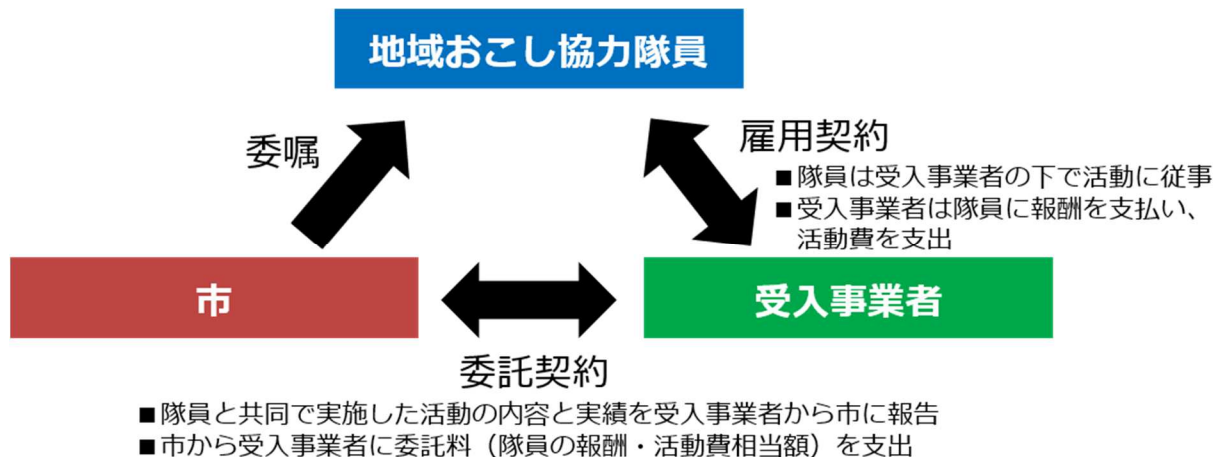 地域おこし協力隊員
委嘱
雇用契約
■隊員は受入事業者の下で活動に従事
■受入事業者は隊員に報酬を支払い、
活動費を支出
市
受入事業者
委託契約
■隊員と共同で実施した活動の内容と実績を受入事業者から市に報告
■市から受入事業者に委託料（隊員の報酬・活動費相当額）を支出